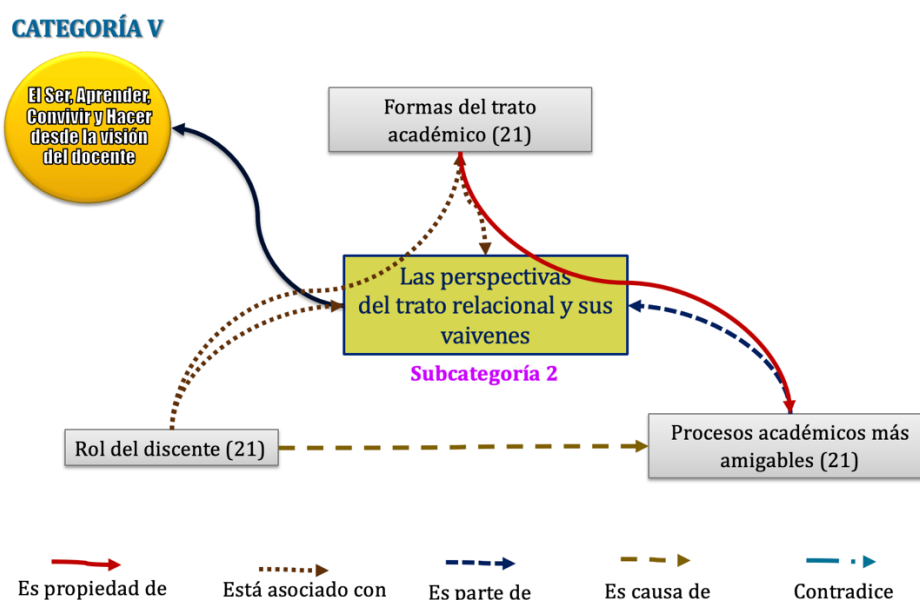 CATEGORÍA V
El Ser, Aprender,
Convivir y Hacer
desde la visión
del docente
Formas del trato
académico (21)
Las perspectivas
del trato relacional y sus
vaivenes
Subcategoría 2
Rol del discente (21)
Procesos académicos más
amigables (21)
Es propiedad de
Está asociado con
Es parte de
Es causa de
Contradice